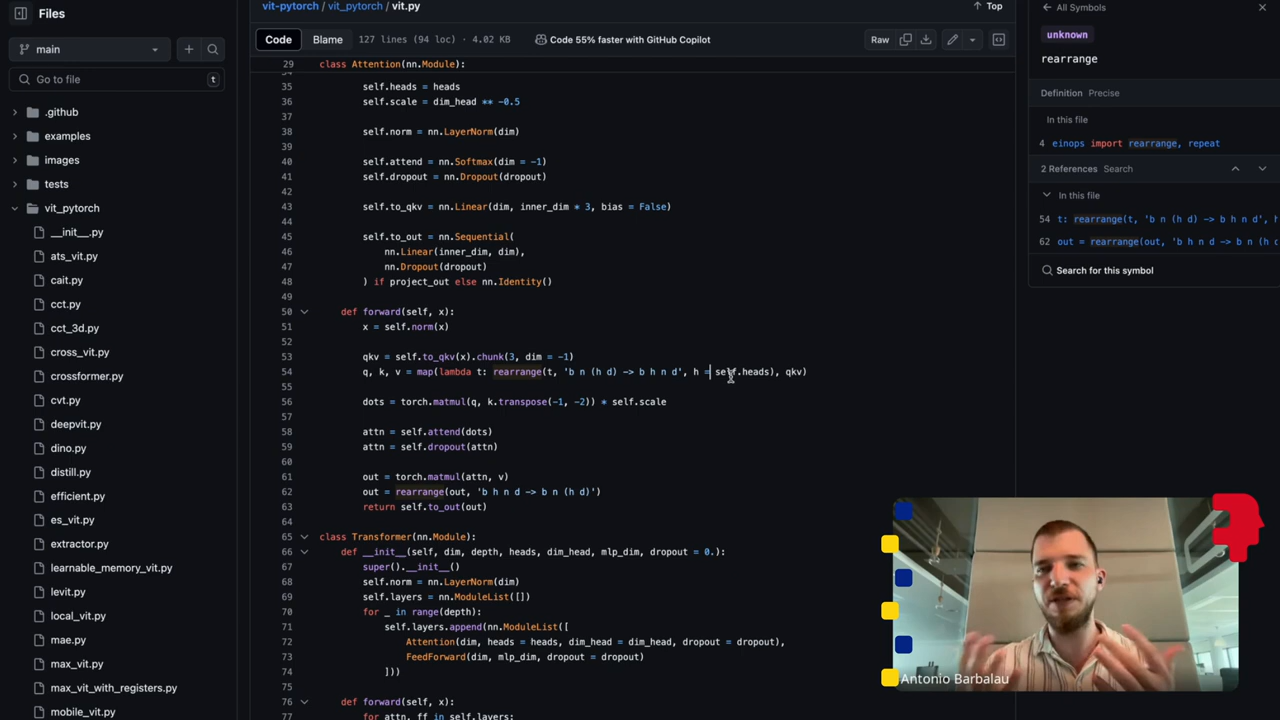 Files
main
Go to file
t
.github
examples
images
tests
vit_pytorch
__init__.py
ats_vit.py
cait.py
cct.py
cct_3d.py
cross_vit.py
crossformer.py
cvt.py
deepvit.py
dino.py
distill.py
efficient.py
es_vit.py
extractor.py
learnable_memory_vit.py
levit.py
local_vit.py
mae.py
max_vit.py
max_vit_with_registers.py
mobile_vit.py
vit-pytorch / vit_pytorch / vit.py
Top
Code Blame 127 lines (94 loc) · 4.02 KB Code 55% faster with GitHub Copilot Raw
29 class Attention(nn.Module):
35 self.heads = heads
36 self.scale = dim_head ** -0.5
37
38 self.norm = nn.LayerNorm(dim)
39
40 self.attend = nn.Softmax(dim = -1)
41 self.dropout = nn.Dropout(dropout)
42
43 self.to_qkv = nn.Linear(dim, inner_dim * 3, bias = False)
44
45 self.to_out = nn.Sequential(
46 nn.Linear(inner_dim, dim),
47 nn.Dropout(dropout)
48 ) if project_out else nn.Identity()
49
50 def forward(self, x):
51 x = self.norm(x)
52
53 qkv = self.to_qkv(x).chunk(3, dim = -1)
54 q, k, v = map(lambda t: rearrange(t, 'b n (h d) -> b h n d', h = self.heads), qkv)
55
56 dots = torch.matmul(q, k.transpose(-1, -2)) * self.scale
57
58 attn = self.attend(dots)
59 attn = self.dropout(attn)
60
61 out = torch.matmul(attn, v)
62 out = rearrange(out, 'b h n d -> b n (h d)')
63 return self.to_out(out)
64
65 class Transformer(nn.Module):
66 def __init__(self, dim, depth, heads, dim_head, mlp_dim, dropout = 0.):
67 super().__init__()
68 self.norm = nn.LayerNorm(dim)
69 self.layers = nn.ModuleList([])
70 for _ in range(depth):
71 self.layers.append(nn.ModuleList([
72 Attention(dim, heads = heads, dim_head = dim_head, dropout = dropout),
73 FeedForward(dim, mlp_dim, dropout = dropout)
74 ]))
75
76 def forward(self, x):
77 for attn, ff in self.layers:
All Symbols
unknown
rearrange
Definition Precise
In this file
4 einops import rearrange, repeat
2 References Search
In this file
54 t: rearrange(t, 'b n (h d) -> b h n d',
62 out = rearrange(out, 'b h n d -> b n (h d
Search for this symbol
Antonio Barbalau